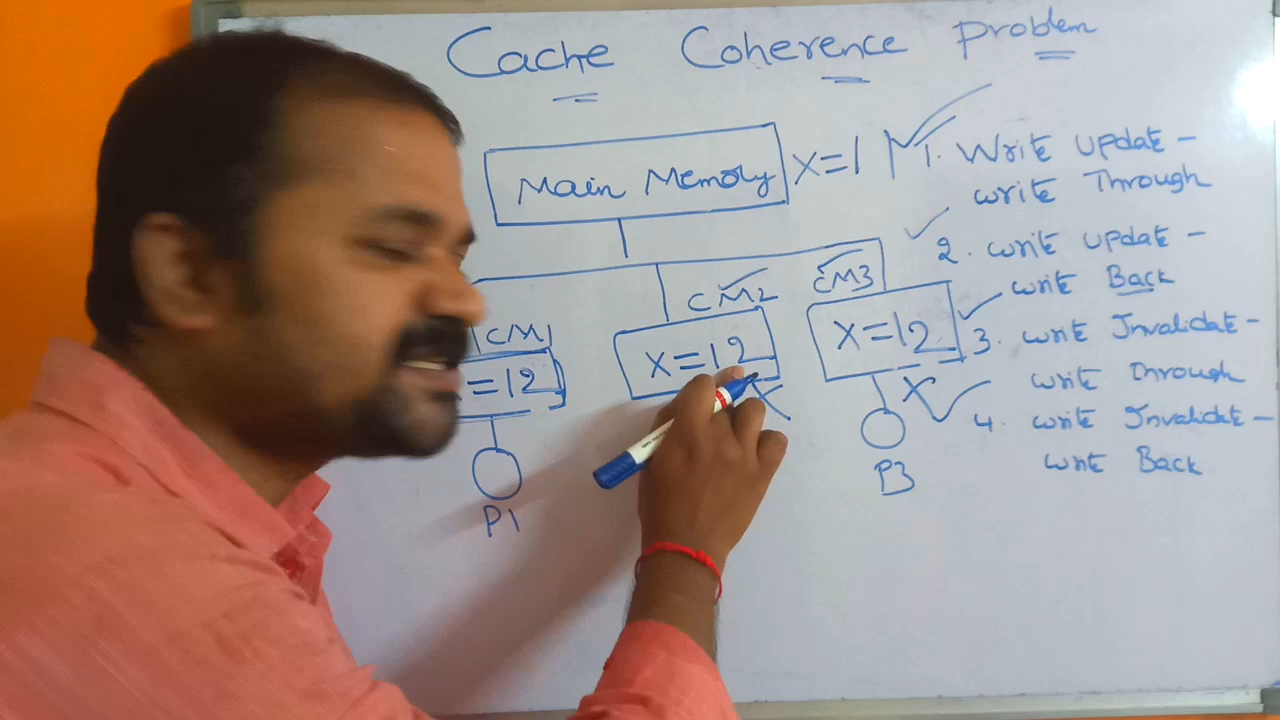 Cache Coherence Problem
Main Memory X=1
1. Write Update -
write Through
2. write update -
write Back
3. write Invalidate -
write through
4. write Invalidate -
write Back
CM1 CM2 CM3
=12 X=12 X=12
P1 P3